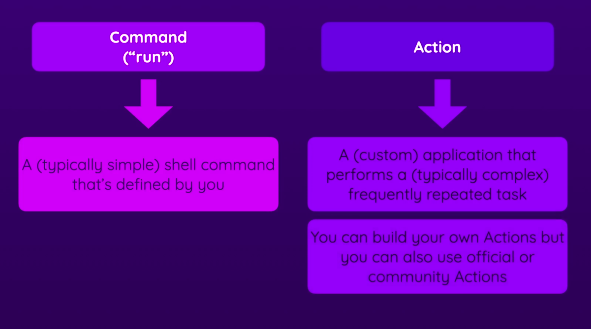 Command
(“run”)
A (typically simple) shell command
that's defined by you
Action
A (custom) application that
performs a (typically complex)
frequently repeated task
You can build your own Actions but
you can also use official or
community Actions